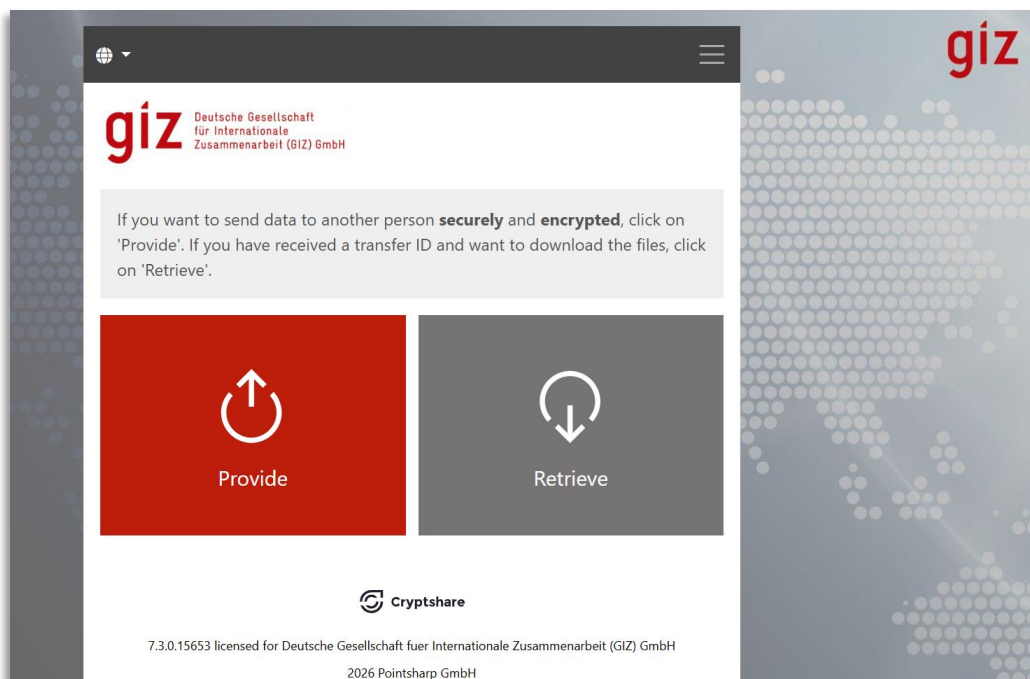 giz
giz
Deutsche Gesellschaft
für Internationale
Zusammenarbeit (GIZ) GmbH
If you want to send data to another person securely and encrypted, click on
'Provide'. If you have received a transfer ID and want to download the files, click
on 'Retrieve'.
Provide
Retrieve
Cryptshare
7.3.0.15653 licensed for Deutsche Gesellschaft fuer Internationale Zusammenarbeit (GIZ) GmbH
2026 Pointsharp GmbH